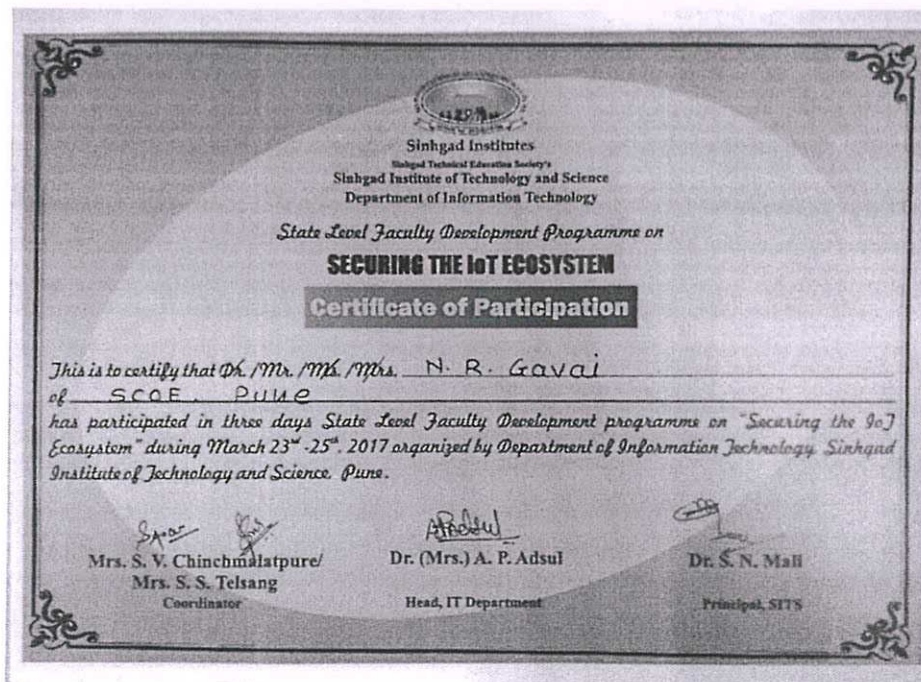 Sinhgad Institutes
Sinhgad Technical Education Society's
Sinhgad Institute of Technology and Science
Department of Information Technology
State Level Faculty Development Programme on
SECURING THE IoT ECOSYSTEM
Certificate of Participation
This is to certify that Dr. /Mr. /Ms. /Mrs. N. R. Gavai
of SCOE, Pune
has participated in three days State Level Faculty Development programme on "Securing the IoT
Ecosystem" during March 23rd -25th, 2017 organized by Department of Information Technology, Sinhgad
Institute of Technology and Science, Pune.
Mrs. S. V. Chinchmalatpure/ Dr. (Mrs.) A. P. Adsul Dr. S. N. Mali
Mrs. S. S. Telsang
Coordinator Head, IT Department Principal, SITS